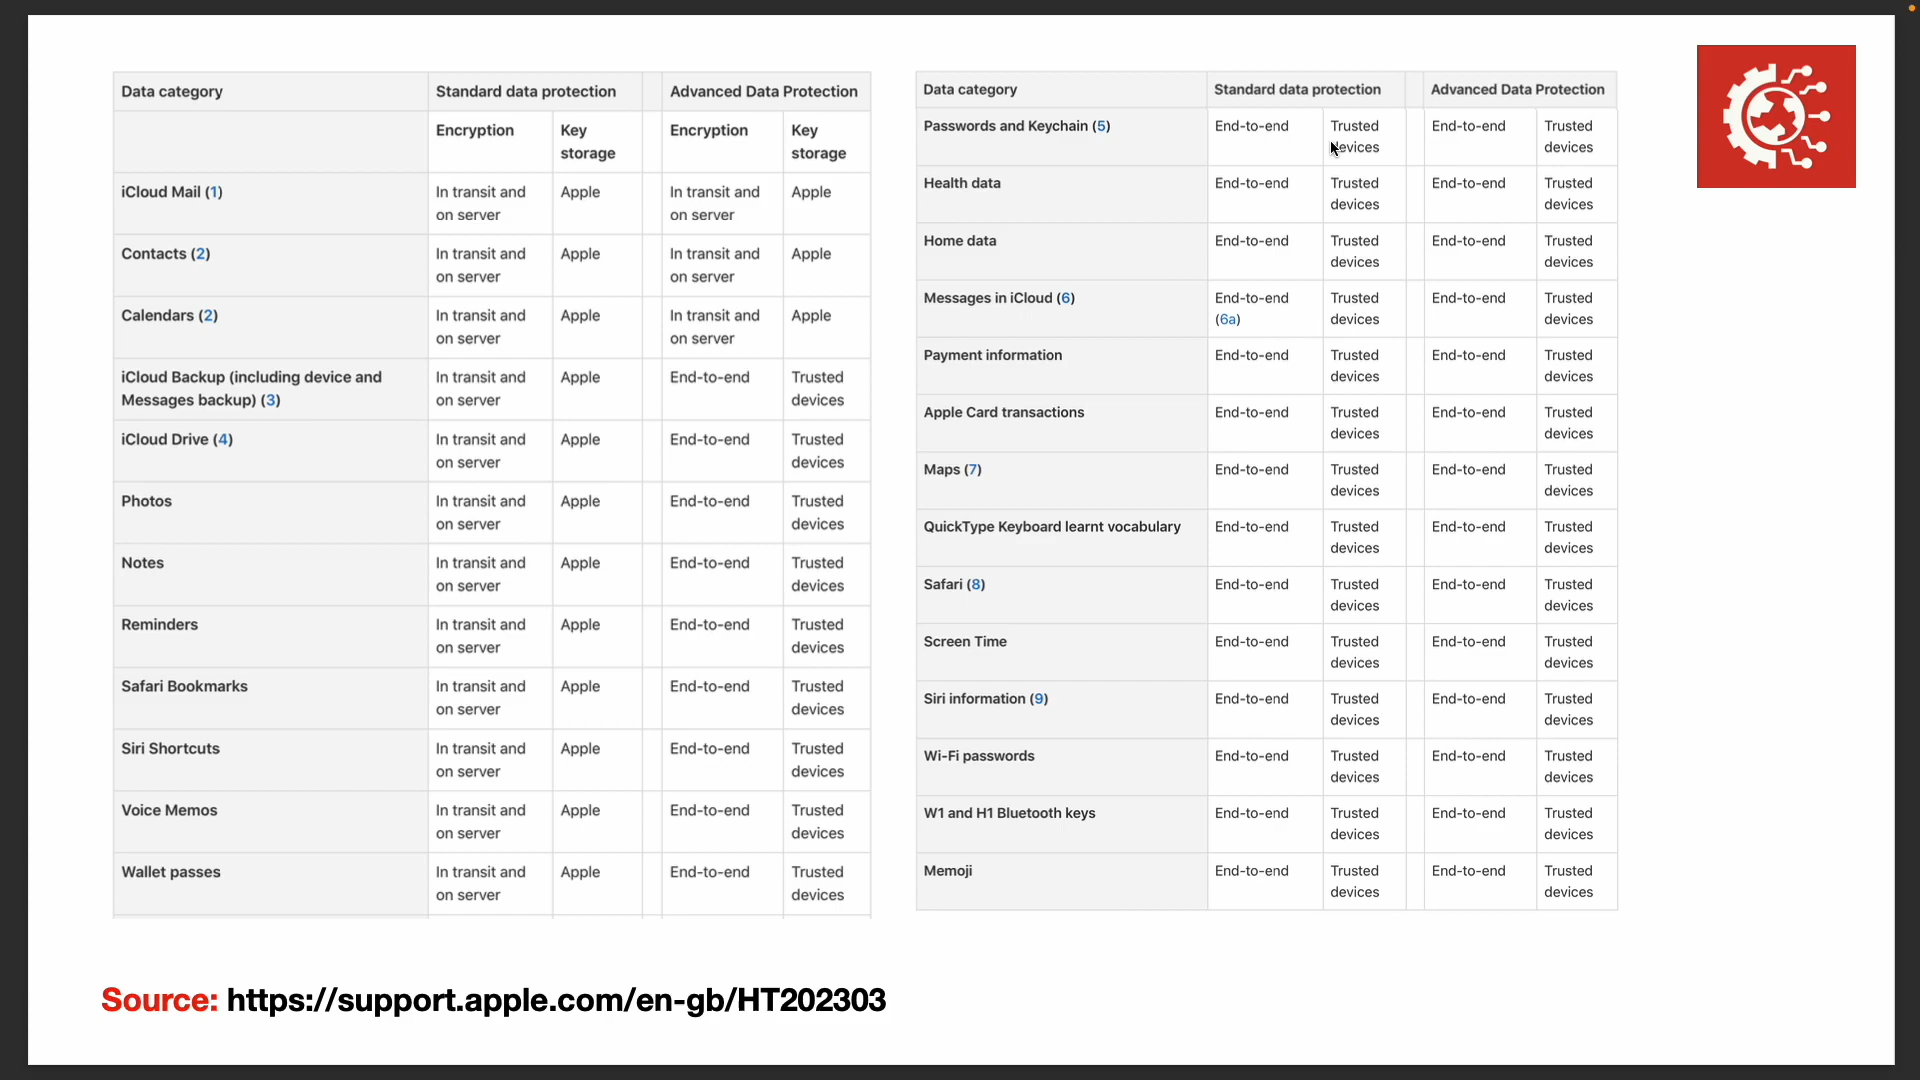 Data category Standard data protection Advanced Data Protection
Encryption Key storage Encryption Key storage
iCloud Mail (1) In transit and on server Apple In transit and on server Apple
Contacts (2) In transit and on server Apple In transit and on server Apple
Calendars (2) In transit and on server Apple In transit and on server Apple
iCloud Backup (including device and Messages backup) (3) In transit and on server Apple End-to-end Trusted devices
iCloud Drive (4) In transit and on server Apple End-to-end Trusted devices
Photos In transit and on server Apple End-to-end Trusted devices
Notes In transit and on server Apple End-to-end Trusted devices
Reminders In transit and on server Apple End-to-end Trusted devices
Safari Bookmarks In transit and on server Apple End-to-end Trusted devices
Siri Shortcuts In transit and on server Apple End-to-end Trusted devices
Voice Memos In transit and on server Apple End-to-end Trusted devices
Wallet passes In transit and on server Apple End-to-end Trusted devices
Data category Standard data protection Advanced Data Protection
Passwords and Keychain (5) End-to-end Trusted devices End-to-end Trusted devices
Health data End-to-end Trusted devices End-to-end Trusted devices
Home data End-to-end Trusted devices End-to-end Trusted devices
Messages in iCloud (6) End-to-end (6a) Trusted devices End-to-end Trusted devices
Payment information End-to-end Trusted devices End-to-end Trusted devices
Apple Card transactions End-to-end Trusted devices End-to-end Trusted devices
Maps (7) End-to-end Trusted devices End-to-end Trusted devices
QuickType Keyboard learnt vocabulary End-to-end Trusted devices End-to-end Trusted devices
Safari (8) End-to-end Trusted devices End-to-end Trusted devices
Screen Time End-to-end Trusted devices End-to-end Trusted devices
Siri information (9) End-to-end Trusted devices End-to-end Trusted devices
Wi-Fi passwords End-to-end Trusted devices End-to-end Trusted devices
W1 and H1 Bluetooth keys End-to-end Trusted devices End-to-end Trusted devices
Memoji End-to-end Trusted devices End-to-end Trusted devices
Source: https://support.apple.com/en-gb/HT202303